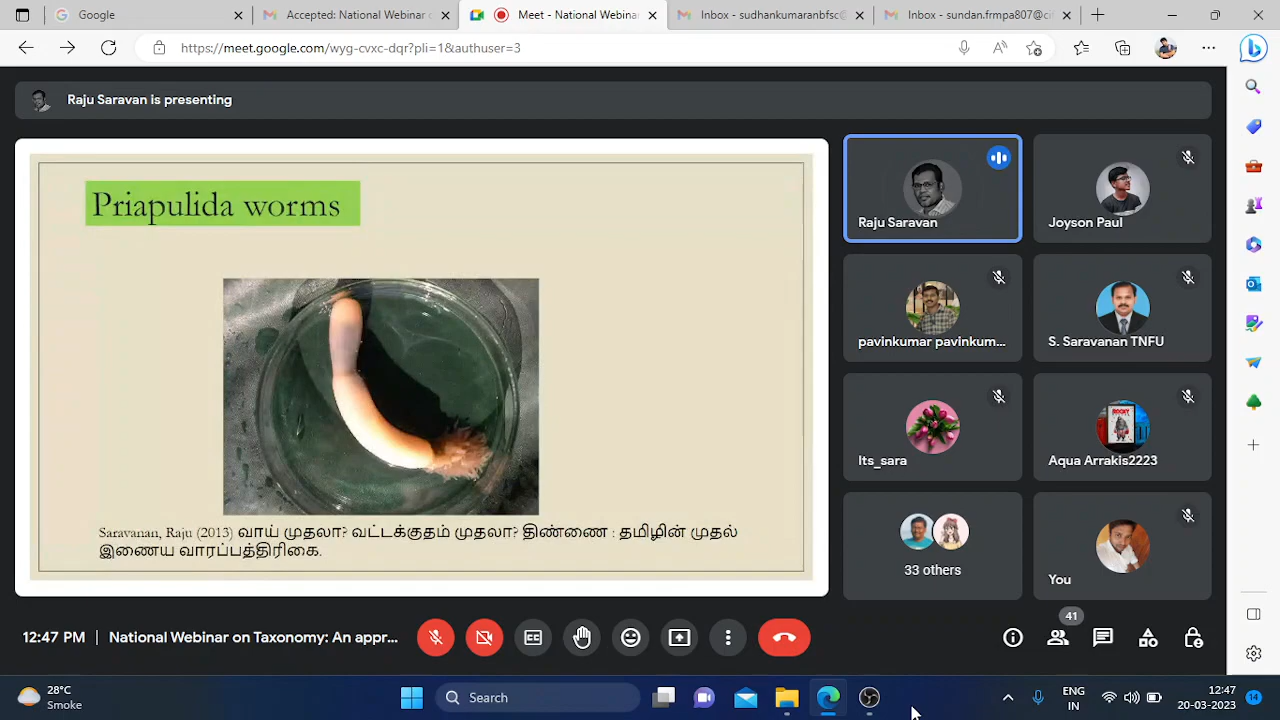 Google
Accepted: National Webinar
Meet - National Webina
Inbox - sudhankumaranbfsc@
Inbox - sundan.frmpa807@c
https://meet.google.com/wyg-cvxc-dqr?pli=1&authuser=3
Raju Saravan is presenting
Priapulida worms
Saravanan, Raju (2013) வாய் முதலா? வட்டக்குதம் முதலா? திண்ணை : தமிழின் முதல்
இணைய வாரப்பத்திரிகை.
Raju Saravan
Joyson Paul
pavinkumar pavinkum...
S. Saravanan TNFU
Its_sara
Aqua Arrakis2223
33 others
You
12:47 PM | National Webinar on Taxonomy: An appr...
41
28°C
Smoke
Search
ENG
IN
12:47
20-03-2023
14